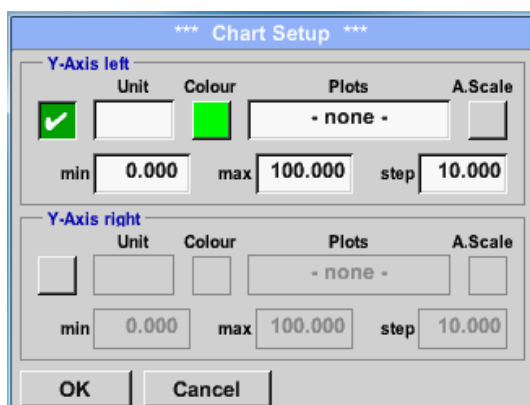 *** Chart Setup ***
Y-Axis left
Unit Colour Plots A.Scale
- none -
min 0.000 max 100.000 step 10.000
Y-Axis right
Unit Colour Plots A.Scale
- none -
min 0.000 max 100.000 step 10.000
OK Cancel